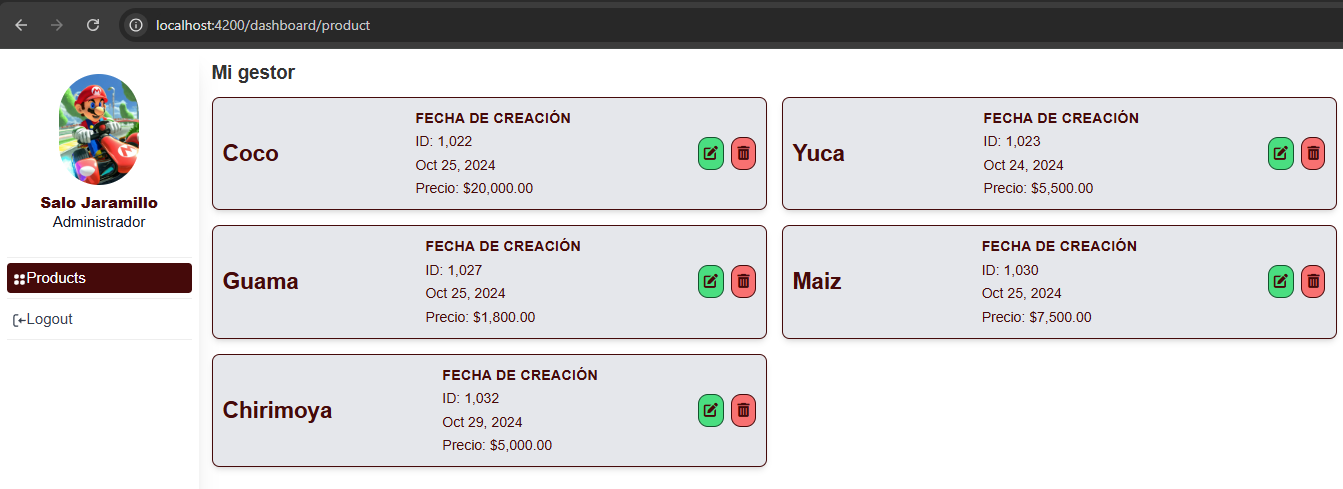 localhost:4200/dashboard/product
Salo Jaramillo
Administrador
Products
Logout
Mi gestor
Coco
FECHA DE CREACIÓN
ID: 1,022
Oct 25, 2024
Precio: $20,000.00
Yuca
FECHA DE CREACIÓN
ID: 1,023
Oct 24, 2024
Precio: $5,500.00
Guama
FECHA DE CREACIÓN
ID: 1,027
Oct 25, 2024
Precio: $1,800.00
Maiz
FECHA DE CREACIÓN
ID: 1,030
Oct 25, 2024
Precio: $7,500.00
Chirimoya
FECHA DE CREACIÓN
ID: 1,032
Oct 29, 2024
Precio: $5,000.00